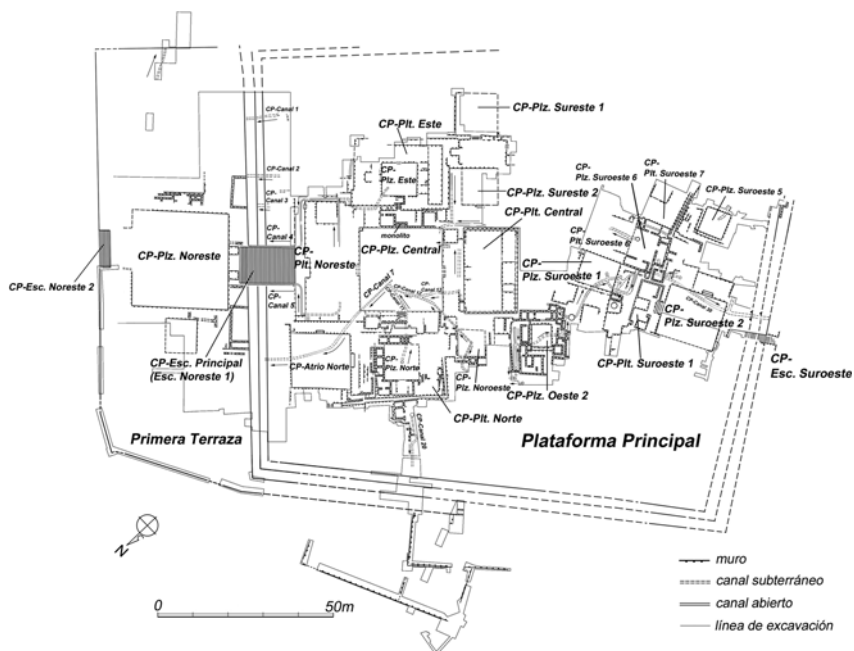 CP-Canal 1
CP-Plz. Sureste 1
CP-Plt. Este
CP-Canal 2
CP-
Plz. Este
CP-
Canal 3
CP-Plz. Sureste 2
CP-Plt. Central
monolito
CP-
Plz. Suroeste 6
CP-
Plt. Suroeste 7
CP-Plz. Suroeste 5
CP-
Plt. Suroeste 6
CP-
Canal 4
CP-Plz. Noreste
CP-
Plt. Noreste
CP-Plz. Central
CP-
Plz. Suroeste 1
CP-Esc. Noreste 2
CP-Canal 7
CP-
Canal 5
CP-
Plz. Suroeste 2
CP-Esc. Principal
(Esc. Noreste 1)
CP-Atrio Norte
CP-
Plz. Norte
CP-
Plz. Noroeste
CP-Plz. Oeste 2
CP-Plt. Suroeste 1
CP-
Esc. Suroeste
CP-Plt. Norte
Primera Terraza
Plataforma Principal
N
0
50m
muro
canal subterráneo
canal abierto
línea de excavación